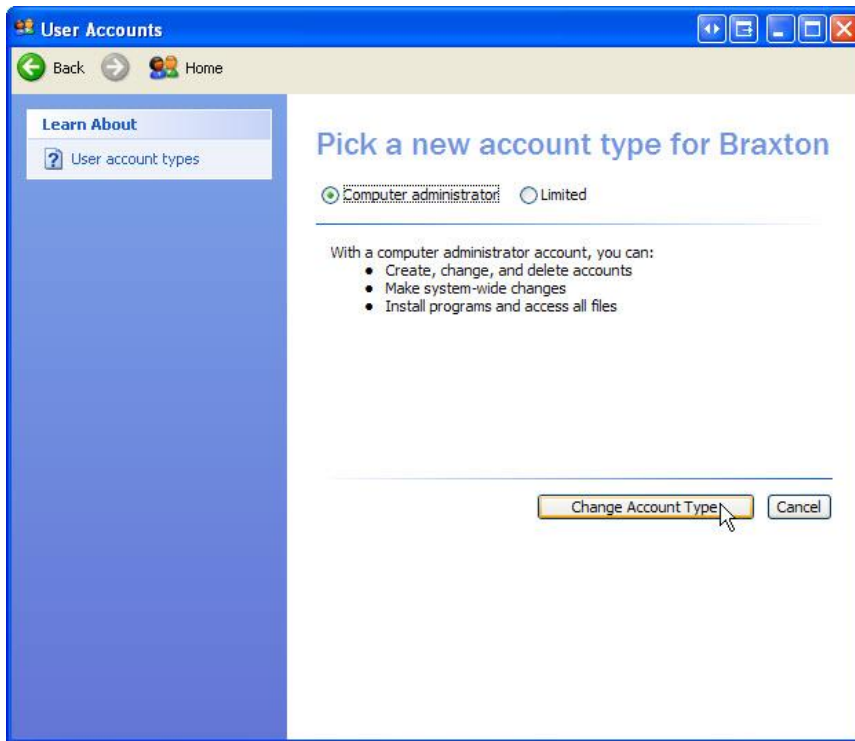 User Accounts
Back Home
Learn About
User account types
Pick a new account type for Braxton
Computer administrator Limited
With a computer administrator account, you can:
• Create, change, and delete accounts
• Make system-wide changes
• Install programs and access all files
Change Account Type Cancel